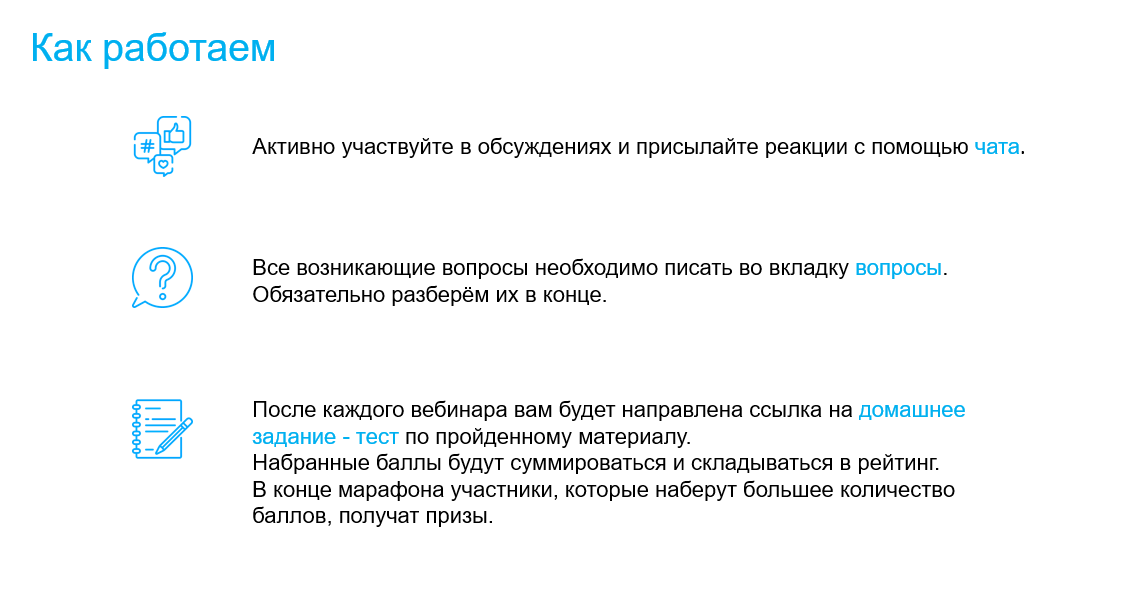 Как работаем
Активно участвуйте в обсуждениях и присылайте реакции с помощью чата.
Все возникающие вопросы необходимо писать во вкладку вопросы.
Обязательно разберём их в конце.
После каждого вебинара вам будет направлена ссылка на домашнее
задание - тест по пройденному материалу.
Набранные баллы будут суммироваться и складываться в рейтинг.
В конце марафона участники, которые наберут большее количество
баллов, получат призы.